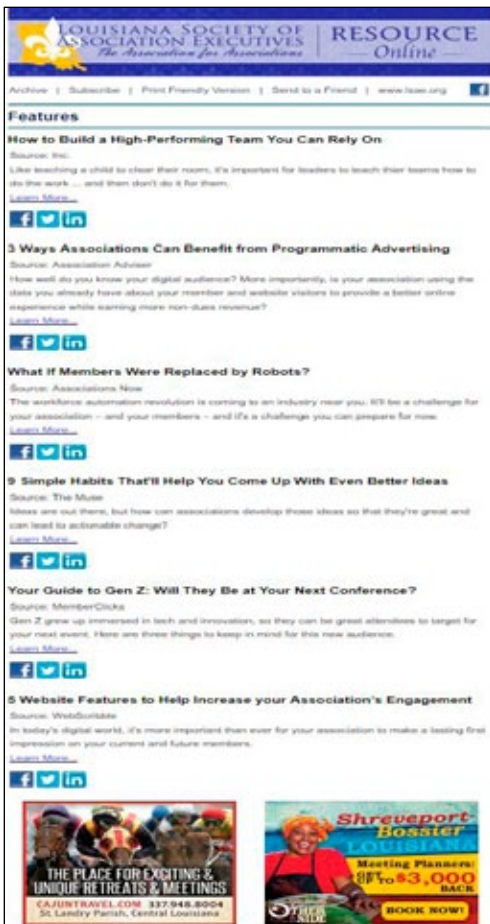 LOUISIANA SOCIETY OF
ASSOCIATION EXECUTIVES
The Association for Associations
RESOURCE
Online
Archive | Subscribe | Print Friendly Version | Send to a Friend | www.lsae.org
Features
How to Build a High-Performing Team You Can Rely On
Source: Inc.
Like teaching a child to clear their room, it's important for leaders to teach thier teams how to
do the work ... and then don't do it for them.
Learn More...
3 Ways Associations Can Benefit from Programmatic Advertising
Source: Association Adviser
How well do you know your digital audience? More importantly, is your association using the
data you already have about your member and website visitors to provide a better online
experience while earning more non-dues revenue?
Learn More...
What if Members Were Replaced by Robots?
Source: Associations Now
The workforce automation revolution is coming to an industry near you. It'll be a challenge for
your association – and your members – and it's a challenge you can prepare for now.
Learn More...
9 Simple Habits That'll Help You Come Up With Even Better Ideas
Source: The Muse
Ideas are out there, but how can associations develop those ideas so that they're great and
can lead to actionable change?
Learn More...
Your Guide to Gen Z: Will They Be at Your Next Conference?
Source: MemberClicks
Gen Z grew up immersed in tech and innovation, so they can be great attendees to target for
your next event. Here are three things to keep in mind for this new audience.
Learn More...
5 Website Features to Help Increase your Association's Engagement
Source: WebScribble
In today's digital world, it's more important than ever for your association to make a lasting first
impression on your current and future members.
Learn More...
THE PLACE FOR EXCITING &
UNIQUE RETREATS & MEETINGS
CAJUNTRAVEL.COM 337.948.8004
St. Landry Parish, Central Louisiana
Shreveport
Bossier
LOUISIANA
Meeting Planners:
GET UP TO $3,000
BACK
OTHER SIDE
BOOK NOW!